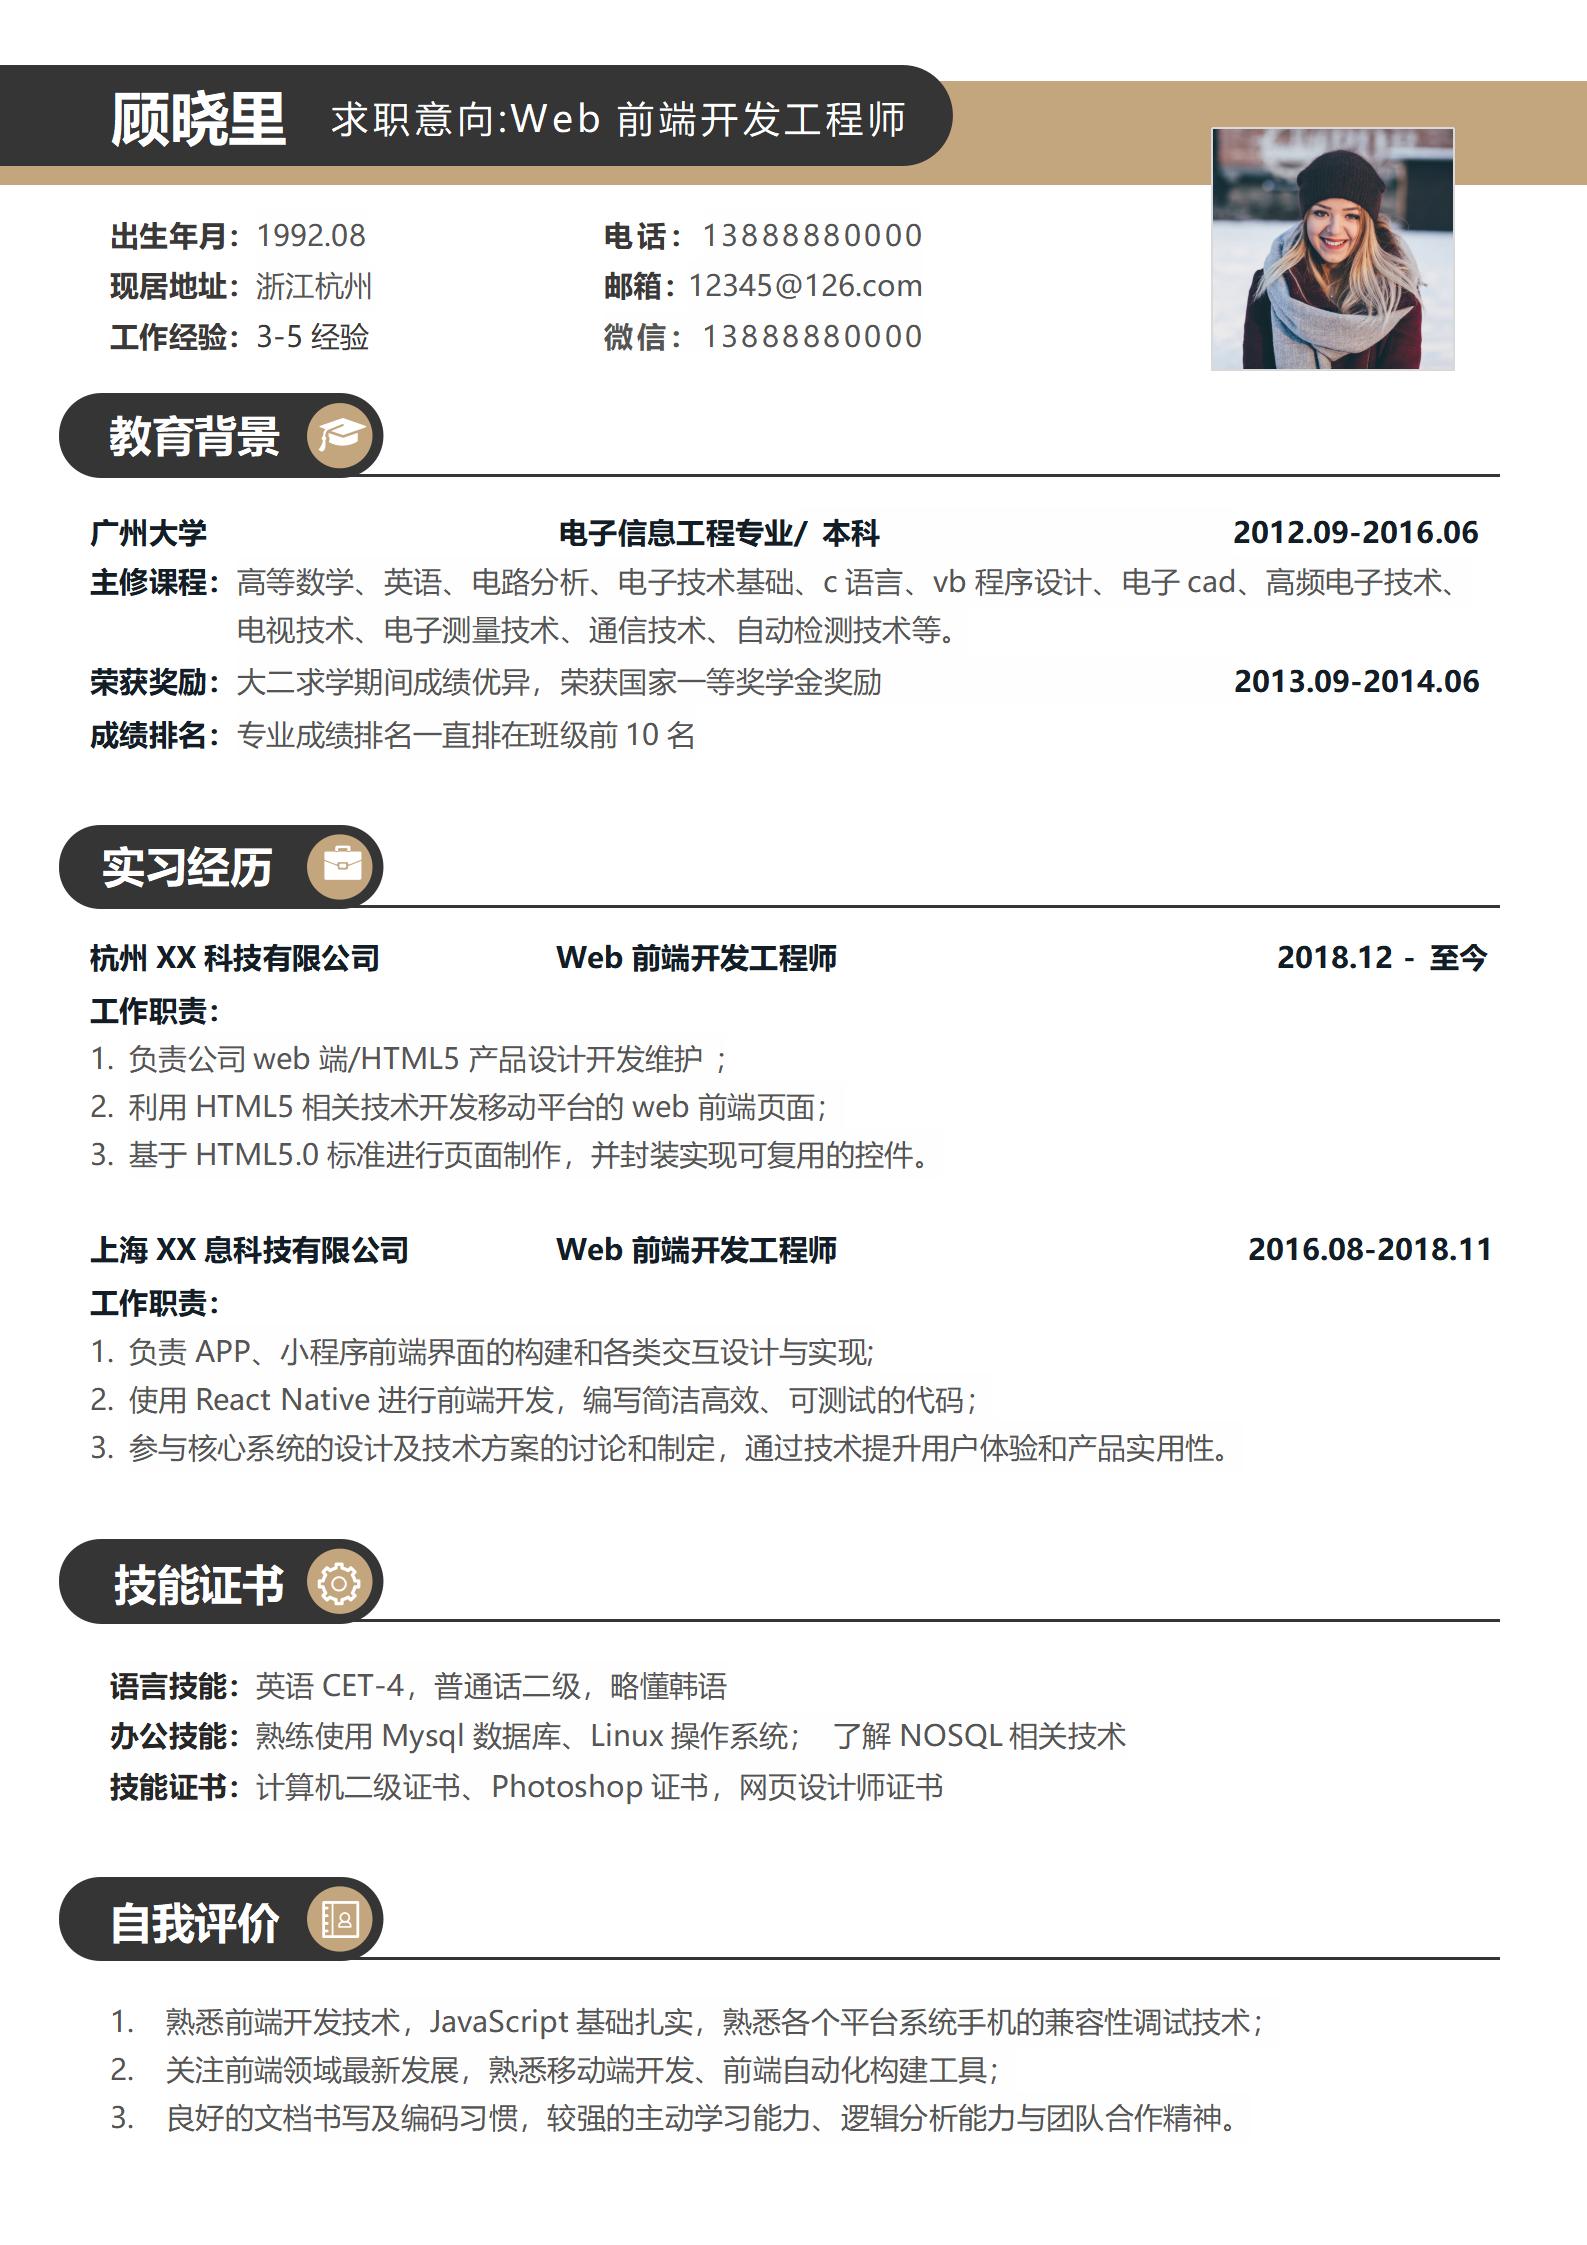 顾晓里 求职意向:Web 前端开发工程师
出生年月：1992.08 电话：13888880000
现居地址：浙江杭州 邮箱：12345@126.com
工作经验：3-5 经验 微信：13888880000
教育背景
广州大学 电子信息工程专业/ 本科 2012.09-2016.06
主修课程：高等数学、英语、电路分析、电子技术基础、c 语言、vb 程序设计、电子 cad、高频电子技术、
电视技术、电子测量技术、通信技术、自动检测技术等。
荣获奖励：大二求学期间成绩优异，荣获国家一等奖学金奖励 2013.09-2014.06
成绩排名：专业成绩排名一直排在班级前 10 名
实习经历
杭州 XX 科技有限公司 Web 前端开发工程师 2018.12 - 至今
工作职责：
1. 负责公司 web 端/HTML5 产品设计开发维护 ；
2. 利用 HTML5 相关技术开发移动平台的 web 前端页面；
3. 基于 HTML5.0 标准进行页面制作，并封装实现可复用的控件。
上海 XX 息科技有限公司 Web 前端开发工程师 2016.08-2018.11
工作职责：
1. 负责 APP、小程序前端界面的构建和各类交互设计与实现;
2. 使用 React Native 进行前端开发，编写简洁高效、可测试的代码；
3. 参与核心系统的设计及技术方案的讨论和制定，通过技术提升用户体验和产品实用性。
技能证书
语言技能：英语 CET-4，普通话二级，略懂韩语
办公技能：熟练使用 Mysql 数据库、Linux 操作系统； 了解 NOSQL 相关技术
技能证书：计算机二级证书、Photoshop 证书，网页设计师证书
自我评价
1. 熟悉前端开发技术，JavaScript 基础扎实，熟悉各个平台系统手机的兼容性调试技术；
2. 关注前端领域最新发展，熟悉移动端开发、前端自动化构建工具；
3. 良好的文档书写及编码习惯，较强的主动学习能力、逻辑分析能力与团队合作精神。